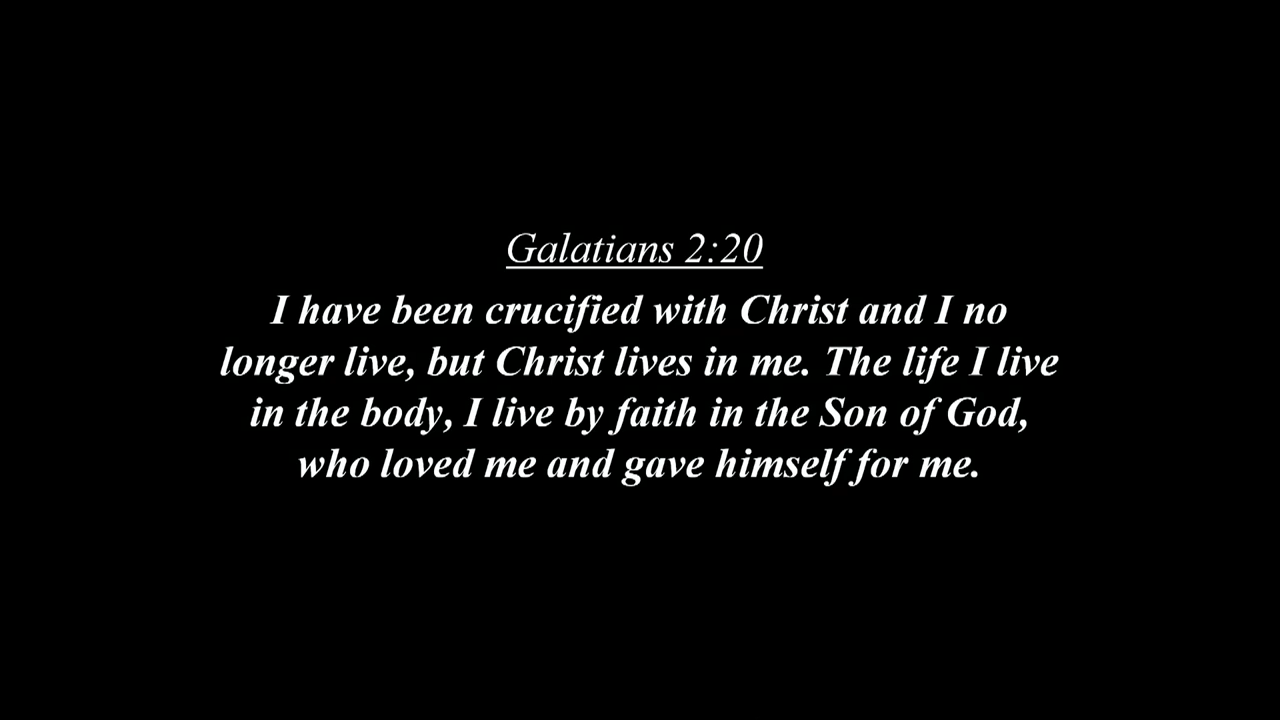 Galatians 2:20
I have been crucified with Christ and I no
longer live, but Christ lives in me. The life I live
in the body, I live by faith in the Son of God,
who loved me and gave himself for me.